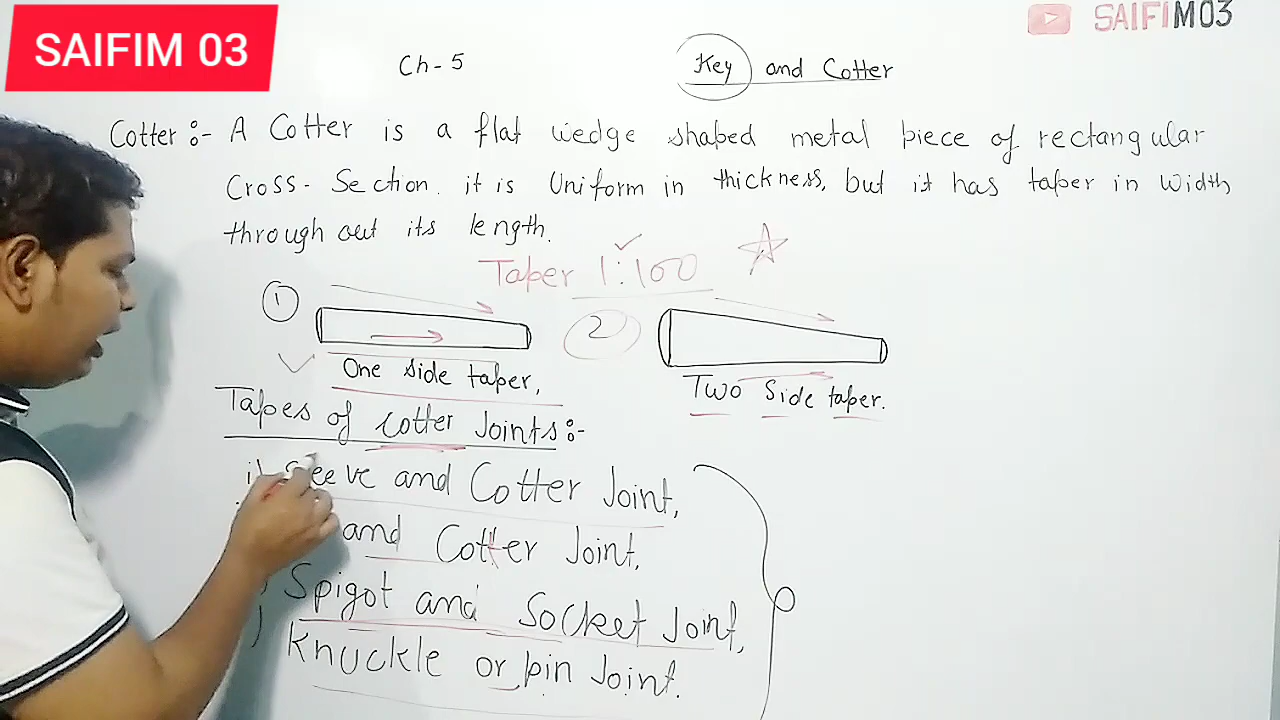 SAIFIM 03
SAIFIM03
Ch-5
Key and Cotter
Cotter :- A Cotter is a flat wedge shaped metal piece of rectangular
Cross-Section. it is Uniform in thickness, but it has taper in width
through out its length.
Taper 1:100
1
2
One side taper,
Two Side taper.
Tapes of Cotter Joints:-
i) Sleeve and Cotter Joint,
and Cotter Joint.
) Spigot and Socket Joint,
) Knuckle or pin Joint.